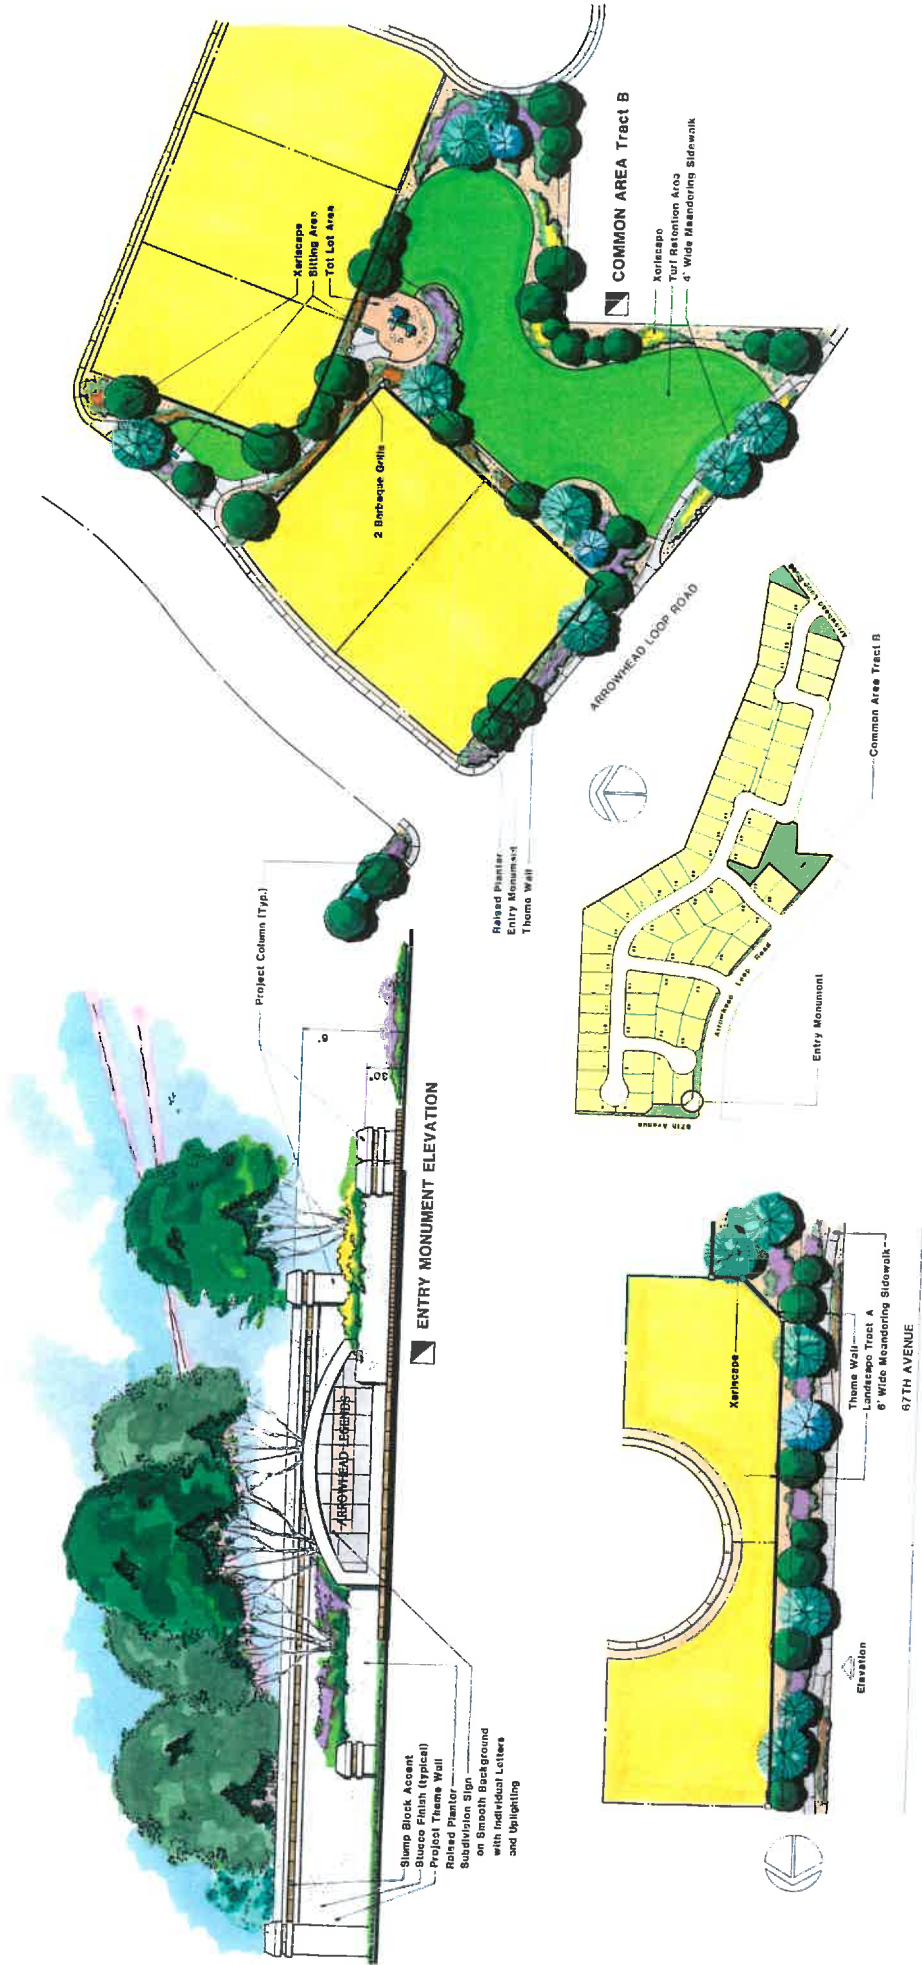 Xeriscape
Sitting Area
Tot Lot Area
2 Barbeque Grills
COMMON AREA Tract B
Xeriscape
Turf Retention Area
4' Wide Meandering Sidewalk
ARROWHEAD LOOP ROAD
Raised Planter
Entry Monument
Theme Wall
Project Column (Typ.)
6'
30"
ARROWHEAD LEGENDS
ENTRY MONUMENT ELEVATION
Slump Block Accent
Stucco Finish (typical)
Project Theme Wall
Raised Planter
Subdivision Sign
on Smooth Background
with Individual Letters
and Uplighting
Arrowhead Loop Road
Arrowhead Loop Road
67th Avenue
Entry Monument
Common Area Tract B
Xeriscape
Theme Wall
Landscape Tract A
6' Wide Meandering Sidewalk
67TH AVENUE
Elevation